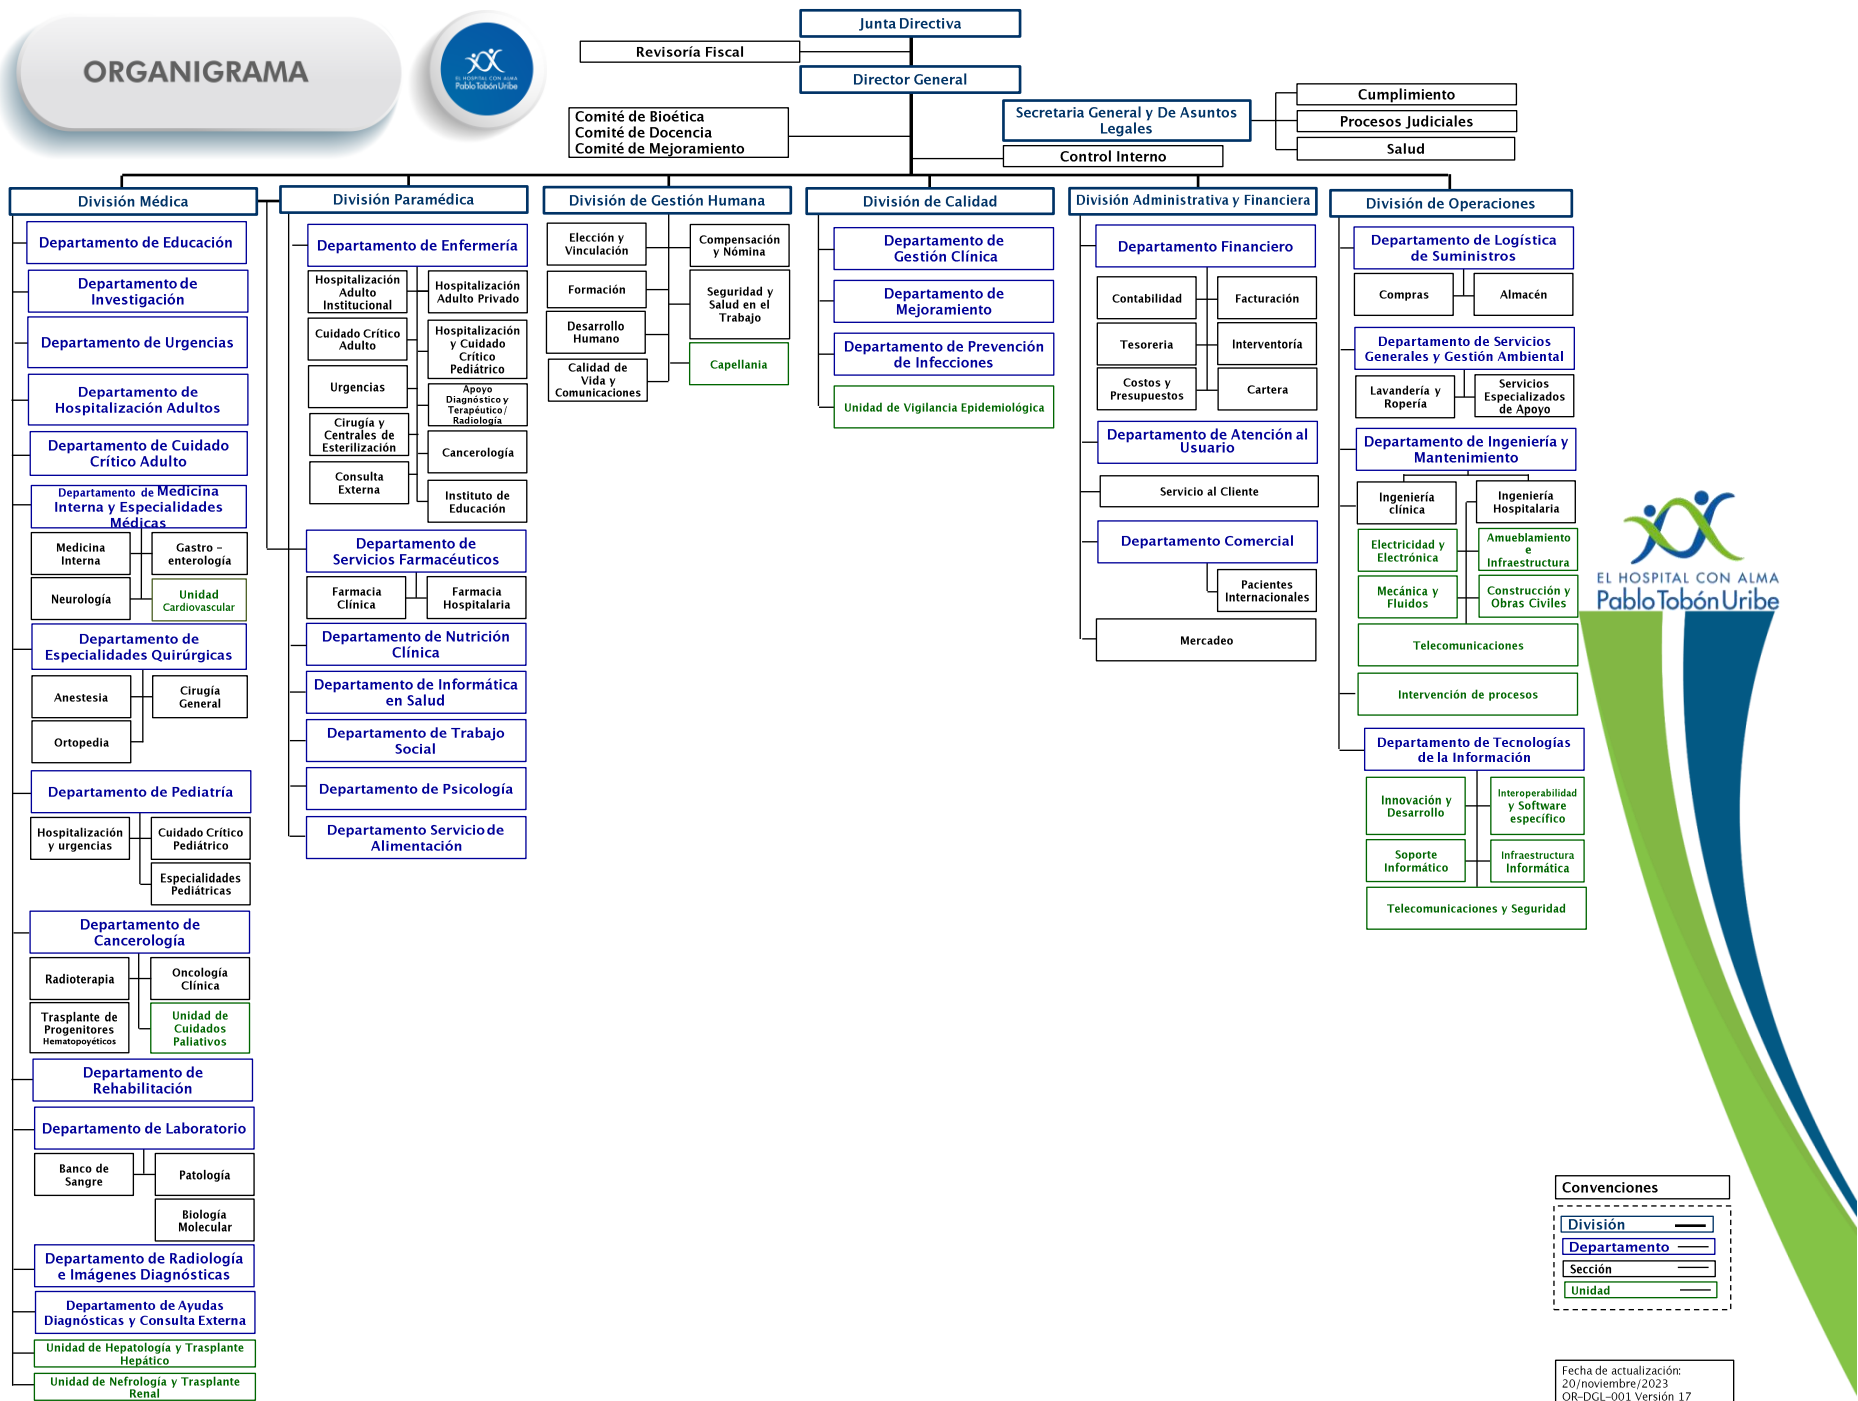 ORGANIGRAMA
EL HOSPITAL CON ALMA
Pablo Tobón Uribe
Junta Directiva
Revisoría Fiscal
Director General
Comité de Bioética
Comité de Docencia
Comité de Mejoramiento
Secretaria General y De Asuntos
Legales
Control Interno
Cumplimiento
Procesos Judiciales
Salud
División Médica
Departamento de Educación
Departamento de
Investigación
Departamento de Urgencias
Departamento de
Hospitalización Adultos
Departamento de Cuidado
Crítico Adulto
Departamento de Medicina
Interna y Especialidades
Médicas
Medicina
Interna
Gastro –
enterología
Neurología
Unidad
Cardiovascular
Departamento de
Especialidades Quirúrgicas
Anestesia
Cirugía
General
Ortopedia
Departamento de Pediatría
Hospitalización
y urgencias
Cuidado Crítico
Pediátrico
Especialidades
Pediátricas
Departamento de
Cancerología
Radioterapia
Oncología
Clínica
Trasplante de
Progenitores
Hematopoyéticos
Unidad de
Cuidados
Paliativos
Departamento de
Rehabilitación
Departamento de Laboratorio
Banco de
Sangre
Patología
Biología
Molecular
Departamento de Radiología
e Imágenes Diagnósticas
Departamento de Ayudas
Diagnósticas y Consulta Externa
Unidad de Hepatología y Trasplante
Hepático
Unidad de Nefrología y Trasplante
Renal
División Paramédica
Departamento de Enfermería
Hospitalización
Adulto
Institucional
Hospitalización
Adulto Privado
Cuidado Crítico
Adulto
Hospitalización
y Cuidado
Crítico
Pediátrico
Urgencias
Apoyo
Diagnóstico y
Terapéutico/
Radiología
Cirugía y
Centrales de
Esterilización
Cancerología
Consulta
Externa
Instituto de
Educación
Departamento de
Servicios Farmacéuticos
Farmacia
Clínica
Farmacia
Hospitalaria
Departamento de Nutrición
Clínica
Departamento de Informática
en Salud
Departamento de Trabajo
Social
Departamento de Psicología
Departamento Servicio de
Alimentación
División de Gestión Humana
Elección y
Vinculación
Compensación
y Nómina
Formación
Seguridad y
Salud en el
Trabajo
Desarrollo
Humano
Capellania
Calidad de
Vida y
Comunicaciones
División de Calidad
Departamento de
Gestión Clínica
Departamento de
Mejoramiento
Departamento de Prevención
de Infecciones
Unidad de Vigilancia Epidemiológica
División Administrativa y Financiera
Departamento Financiero
Contabilidad
Facturación
Tesoreria
Interventoría
Costos y
Presupuestos
Cartera
Departamento de Atención al
Usuario
Servicio al Cliente
Departamento Comercial
Pacientes
Internacionales
Mercadeo
División de Operaciones
Departamento de Logística
de Suministros
Compras
Almacén
Departamento de Servicios
Generales y Gestión Ambiental
Lavandería y
Ropería
Servicios
Especializados
de Apoyo
Departamento de Ingeniería y
Mantenimiento
Ingeniería
clínica
Ingeniería
Hospitalaria
Electricidad y
Electrónica
Amueblamiento
e
Infraestructura
Mecánica y
Fluidos
Construcción y
Obras Civiles
Telecomunicaciones
Intervención de procesos
Departamento de Tecnologías
de la Información
Innovación y
Desarrollo
Interoperabilidad
y Software
específico
Soporte
Informático
Infraestructura
Informática
Telecomunicaciones y Seguridad
EL HOSPITAL CON ALMA
Pablo Tobón Uribe
Convenciones
División
Departamento
Sección
Unidad
Fecha de actualización:
20/noviembre/2023
OR-DGL-001 Versión 17